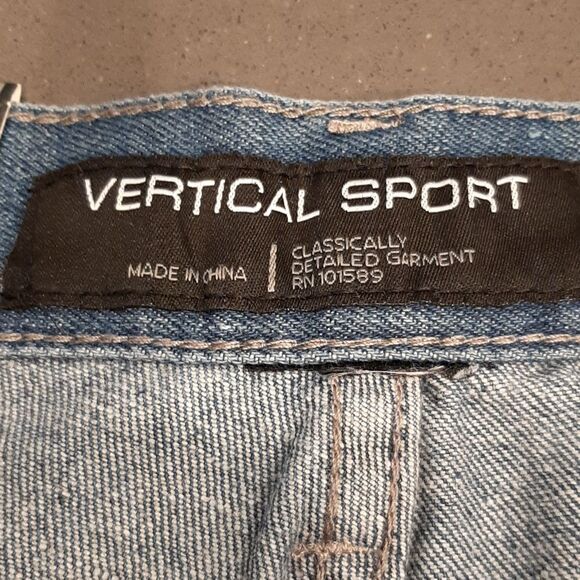 VERTICAL SPORT
MADE IN CHINA
CLASSICALLY
DETAILED GARMENT
RN 101589